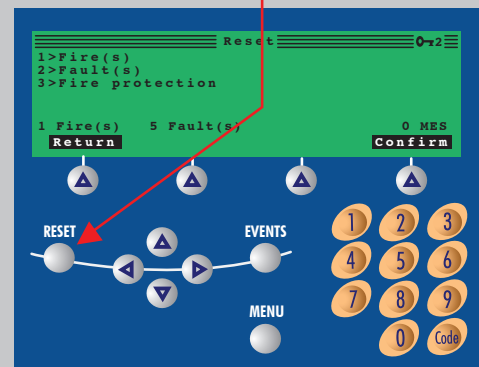 Reset 2
1>Fire(s)
2>Fault(s)
3>Fire protection
1 Fire(s) 5 Fault(s) 0 MES
Return Confirm
RESET EVENTS
1 2 3
4 5 6
7 8 9
MENU
0 Code